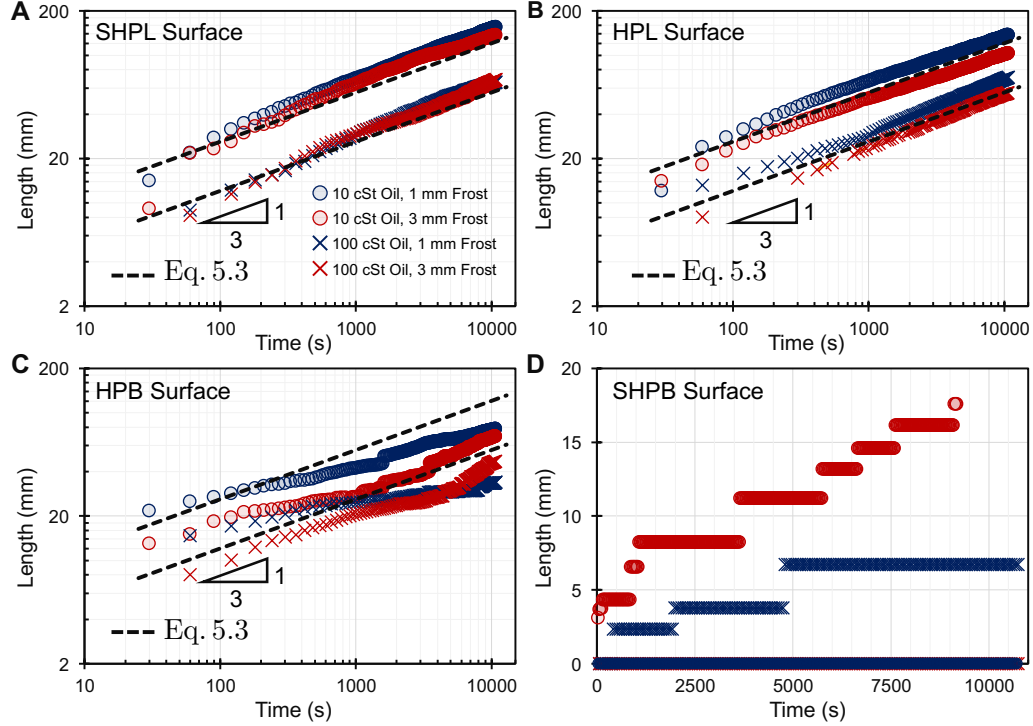 A
SHPL Surface
200
20
2
Length (mm)
10
100
1000
10000
Time (s)
1
3
10 cSt Oil, 1 mm Frost
10 cSt Oil, 3 mm Frost
100 cSt Oil, 1 mm Frost
100 cSt Oil, 3 mm Frost
Eq. 5.3
B
HPL Surface
200
20
2
Length (mm)
10
100
1000
10000
Time (s)
1
3
Eq. 5.3
C
HPB Surface
200
20
2
Length (mm)
10
100
1000
10000
Time (s)
1
3
Eq. 5.3
D
SHPB Surface
20
15
10
5
0
Length (mm)
0
2500
5000
7500
10000
Time (s)